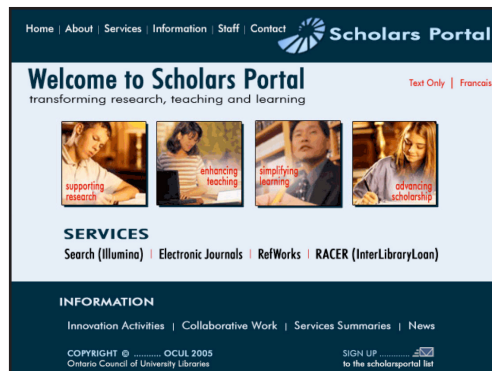 Home | About | Services | Information | Staff | Contact
Scholars Portal
Welcome to Scholars Portal
transforming research, teaching and learning
Text Only | Francais
supporting
research
enhancing
teaching
simplifying
learning
advancing
scholarship
SERVICES
Search (Illumina) | Electronic Journals | RefWorks | RACER (InterLibraryLoan)
INFORMATION
Innovation Activities | Collaborative Work | Services Summaries | News
COPYRIGHT © ........... OCUL 2005
Ontario Council of University Libraries
SIGN UP ............
to the scholarsportal list